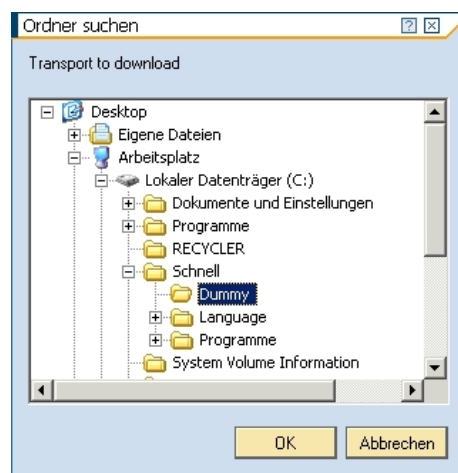 Ordner suchen
Transport to download
Desktop
Eigene Dateien
Arbeitsplatz
Lokaler Datenträger (C:)
Dokumente und Einstellungen
Programme
RECYCLER
Schnell
Dummy
Language
Programme
System Volume Information
OK Abbrechen